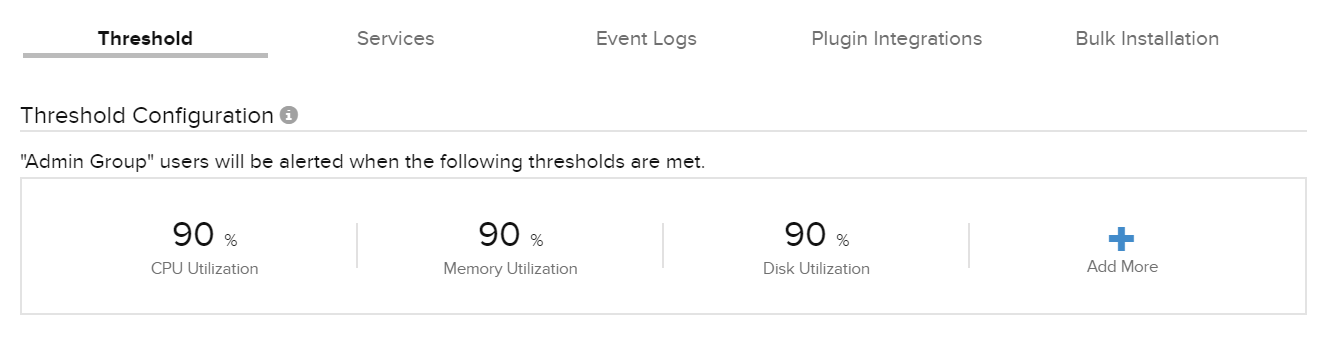 Threshold Services Event Logs Plugin Integrations Bulk Installation
Threshold Configuration
"Admin Group" users will be alerted when the following thresholds are met.
90 % 90 % 90 %
CPU Utilization Memory Utilization Disk Utilization Add More